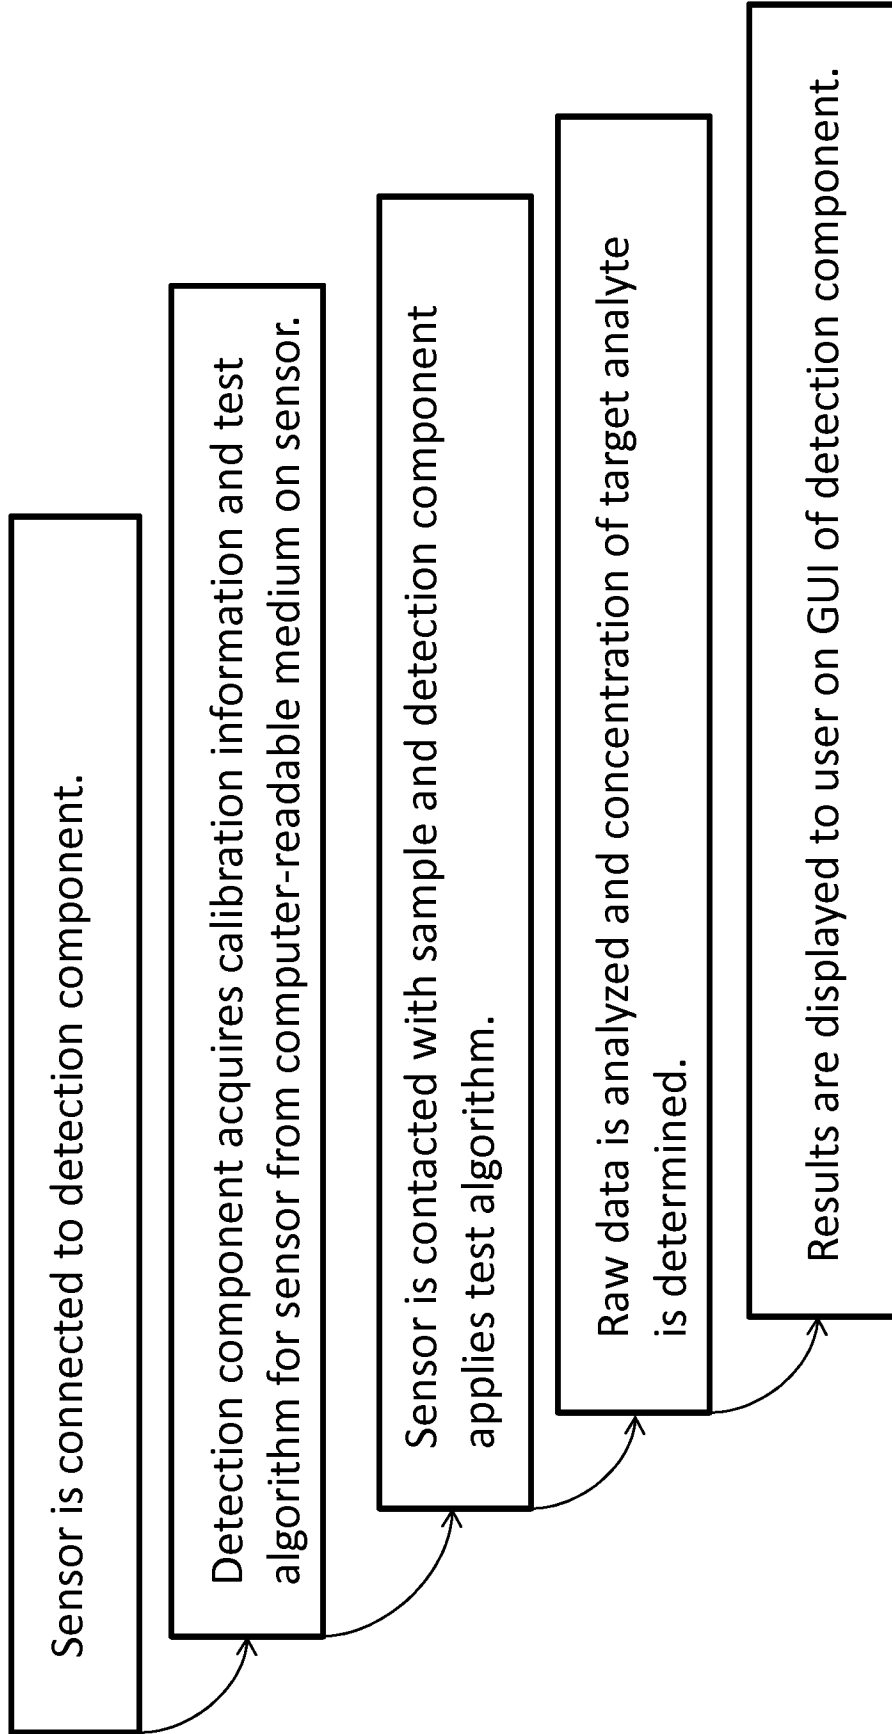 Sensor is connected to detection component.
Detection component acquires calibration information and test
algorithm for sensor from computer-readable medium on sensor.
Sensor is contacted with sample and detection component
applies test algorithm.
Raw data is analyzed and concentration of target analyte
is determined.
Results are displayed to user on GUI of detection component.